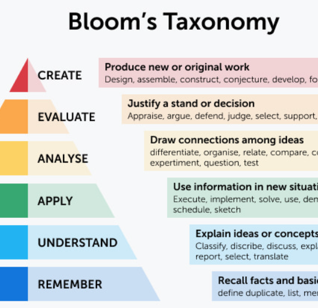 Bloom's Taxonomy
CREATE
Produce new or original work
Design, assemble, construct, conjecture, develop,
EVALUATE
Justify a stand or decision
Appraise, argue, defend, judge, select, support,
ANALYSE
Draw connections among ideas
differentiate, organise, relate, compare,
expertiment, question, test
APPLY
Use information in new
Execute, implement, solve, use,
schedule, sketch
UNDERSTAND
Explain ideas or concepts
Classify, discribe, discuss,
report, select, translate
REMEMBER
Recall facts and
define duplicate, list,